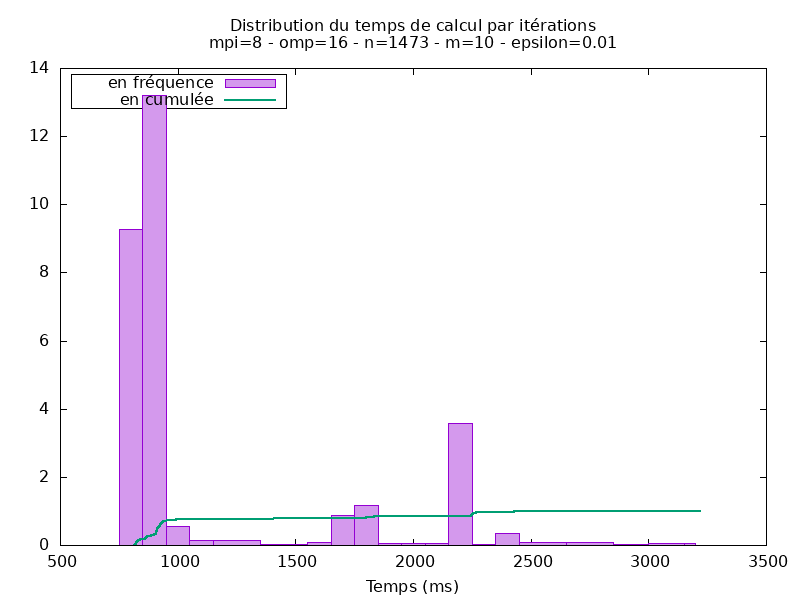 Distribution du temps de calcul par itérations
mpi=8 - omp=16 - n=1473 - m=10 - epsilon=0.01
en fréquence
en cumulée
14
12
10
8
6
4
2
0
500 1000 1500 2000 2500 3000 3500
Temps (ms)